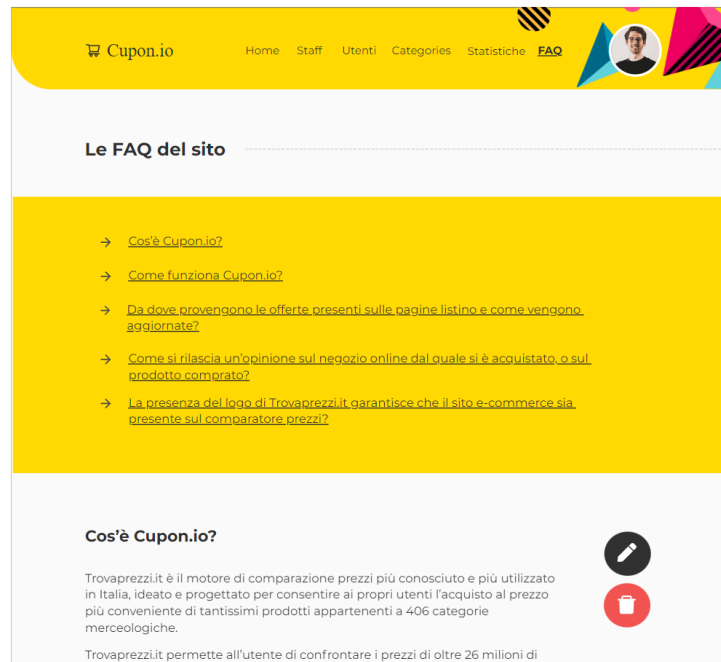 Cupon.io
Home Staff Utenti Categories Statistiche FAQ
Le FAQ del sito
Cos'è Cupon.io?
Come funziona Cupon.io?
Da dove provengono le offerte presenti sulle pagine listino e come vengono
aggiornate?
Come si rilascia un'opinione sul negozio online dal quale si è acquistato, o sul
prodotto comprato?
La presenza del logo di Trovaprezzi.it garantisce che il sito e-commerce sia
presente sul comparatore prezzi?
Cos'è Cupon.io?
Trovaprezzi.it è il motore di comparazione prezzi più conosciuto e più utilizzato
in Italia, ideato e progettato per consentire ai propri utenti l'acquisto al prezzo
più conveniente di tantissimi prodotti appartenenti a 406 categorie
merceologiche.
Trovaprezzi.it permette all'utente di confrontare i prezzi di oltre 26 milioni di